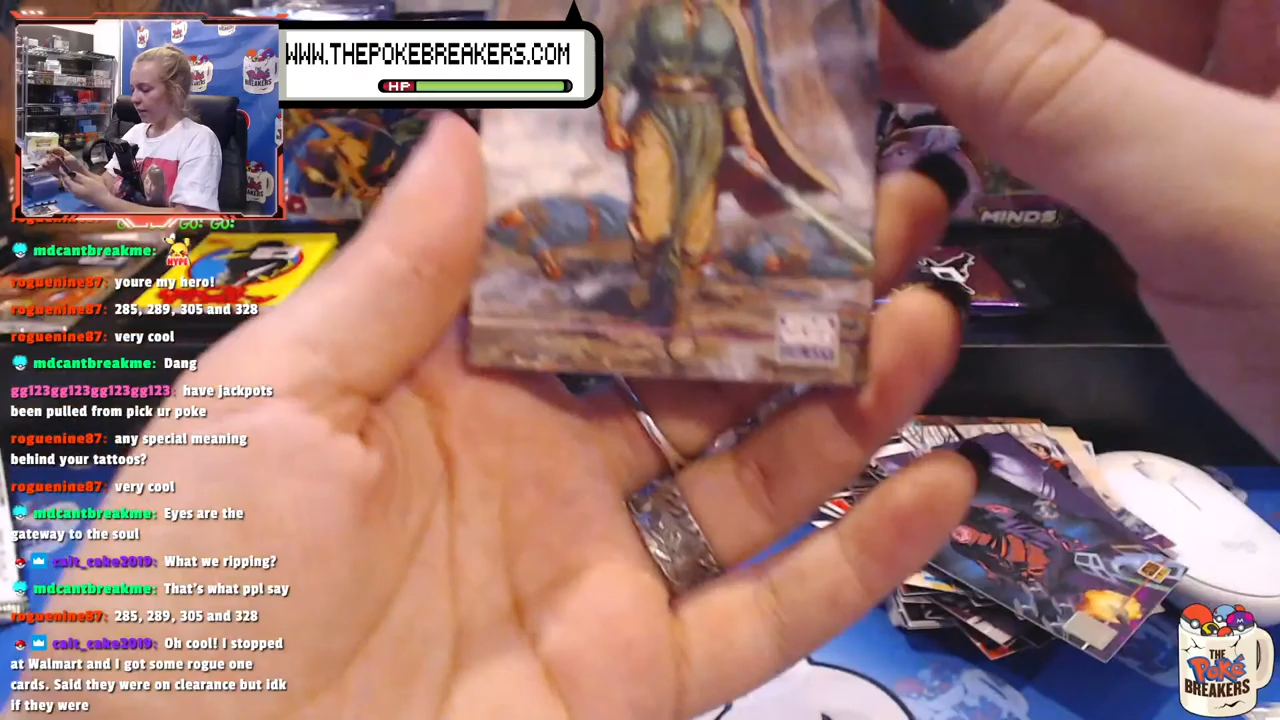 WWW.THEPOKEBREAKERS.COM
HP
GO: GO:
MINDS
mdcantbreakme: HYPE
roguenine87: youre my hero!
roguenine87: 285, 289, 305 and 328
roguenine87: very cool
mdcantbreakme: Dang
gg123gg123gg123gg123: have jackpots
been pulled from pick ur poke
roguenine87: any special meaning
behind your tattoos?
roguenine87: very cool
mdcantbreakme: Eyes are the
gateway to the soul
cait_cake2019: What we ripping?
mdcantbreakme: That's what ppl say
roguenine87: 285, 289, 305 and 328
cait_cake2019: Oh cool! I stopped
at Walmart and I got some rogue one
cards. Said they were on clearance but idk
if they were
THE
Poké
BREAKERS